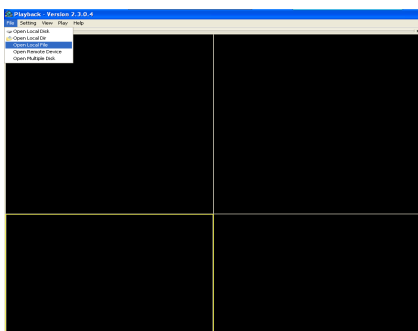 Playback - Version 2.3.0.4
File Setting View Play Help
Open Local Disk
Open Local Dir
Open Local File
Open Remote Device
Open Multiple Disk